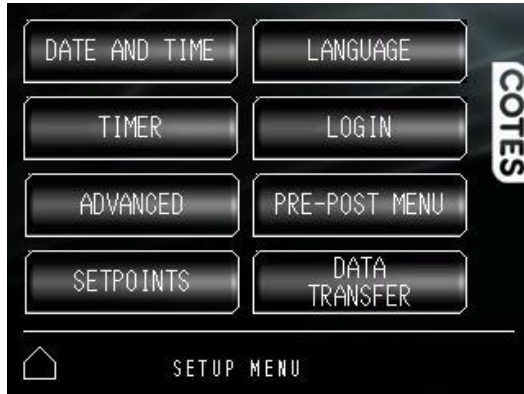 DATE AND TIME
LANGUAGE
TIMER
LOGIN
ADVANCED
PRE-POST MENU
SETPOINTS
DATA
TRANSFER
COTES
SETUP MENU